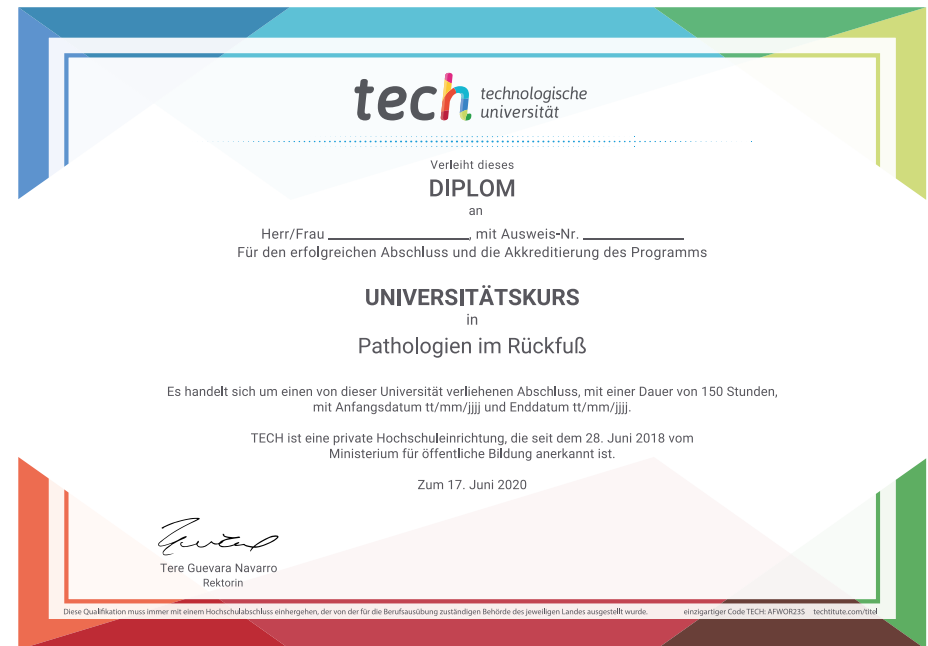 tech technologische
universität
Verleiht dieses
DIPLOM
an
Herr/Frau ____________, mit Ausweis-Nr. ____________
Für den erfolgreichen Abschluss und die Akkreditierung des Programms
UNIVERSITÄTSKURS
in
Pathologien im Rückfuß
Es handelt sich um einen von dieser Universität verliehenen Abschluss, mit einer Dauer von 150 Stunden,
mit Anfangsdatum tt/mm/jjjj und Enddatum tt/mm/jjjj.
TECH ist eine private Hochschuleinrichtung, die seit dem 28. Juni 2018 vom
Ministerium für öffentliche Bildung anerkannt ist.
Zum 17. Juni 2020
Tere Guevara Navarro
Rektorin
Diese Qualifikation muss immer mit einem Hochschulabschluss einhergehen, der von der für die Berufsausübung zuständigen Behörde des jeweiligen Landes ausgestellt wurde. einzigartiger Code TECH: AFWOR23S techtitute.com/titel